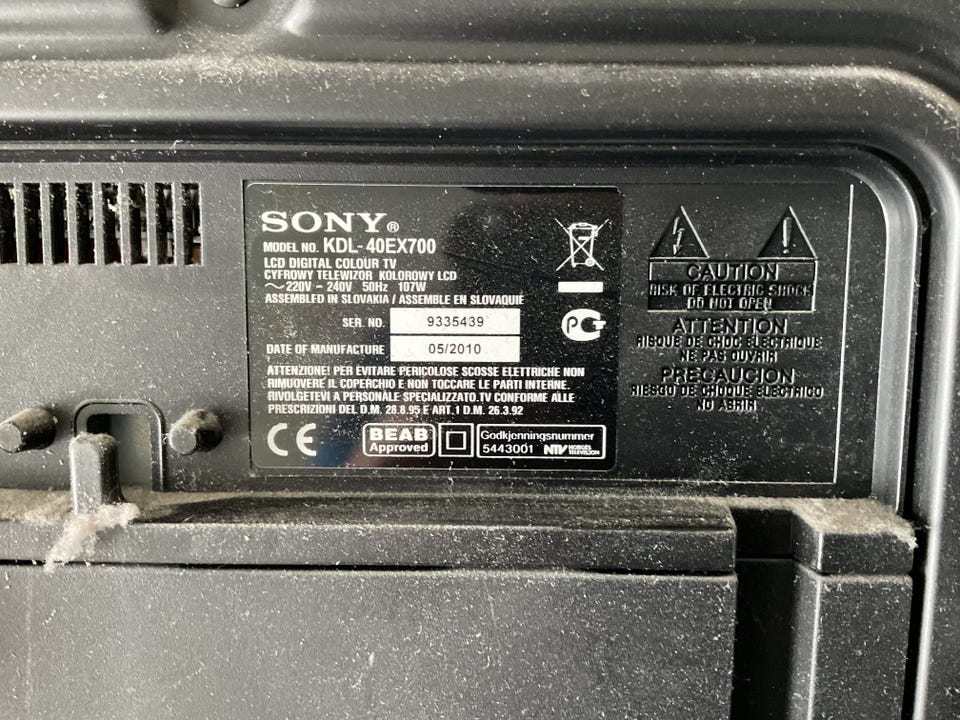 SONY®
MODEL NO. KDL-40EX700
LCD DIGITAL COLOUR TV
CYFROWY TELEWIZOR KOLOROWY LCD
~220V - 240V 50Hz 107W
ASSEMBLED IN SLOVAKIA / ASSEMBLE EN SLOVAQUIE
SER. NO. 9335439
DATE OF MANUFACTURE 05/2010
ATTENZIONE! PER EVITARE PERICOLOSE SCOSSE ELETTRICHE NON
RIMUOVERE IL COPERCHIO E NON TOCCARE LE PARTI INTERNE.
RIVOLGETEVI A PERSONALE SPECIALIZZATO.TV CONFORME ALLE
PRESCRIZIONI DEL D.M. 28.8.95 E ART.1 D.M. 26.3.92
CE
BEAB
Approved
Godkjenningsnummer
5443001 NTV NORGES
TELEVISJON
PG
CAUTION
RISK OF ELECTRIC SHOCK
DO NOT OPEN
ATTENTION
RISQUE DE CHOC ELECTRIQUE
NE PAS OUVRIR
PRECAUCION
RIESGO DE CHOQUE ELECTRICO
NO ABRIR